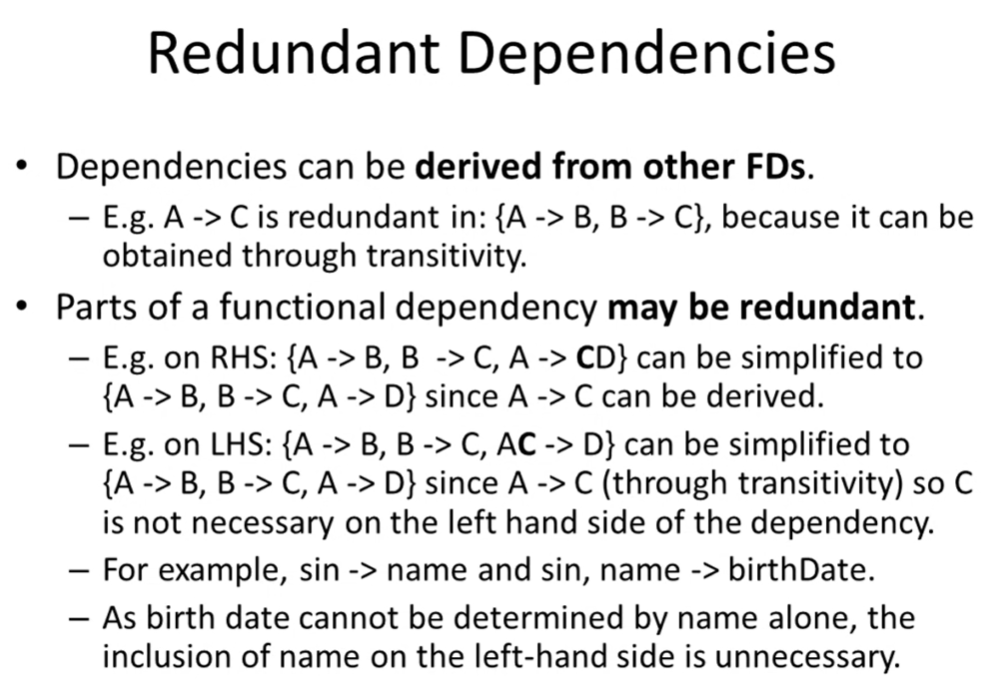 Redundant Dependencies
• Dependencies can be derived from other FDs.
– E.g. A -> C is redundant in: {A -> B, B -> C}, because it can be
obtained through transitivity.
• Parts of a functional dependency may be redundant.
– E.g. on RHS: {A -> B, B -> C, A -> CD} can be simplified to
{A -> B, B -> C, A -> D} since A -> C can be derived.
– E.g. on LHS: {A -> B, B -> C, AC -> D} can be simplified to
{A -> B, B -> C, A -> D} since A -> C (through transitivity) so C
is not necessary on the left hand side of the dependency.
– For example, sin -> name and sin, name -> birthDate.
– As birth date cannot be determined by name alone, the
inclusion of name on the left-hand side is unnecessary.